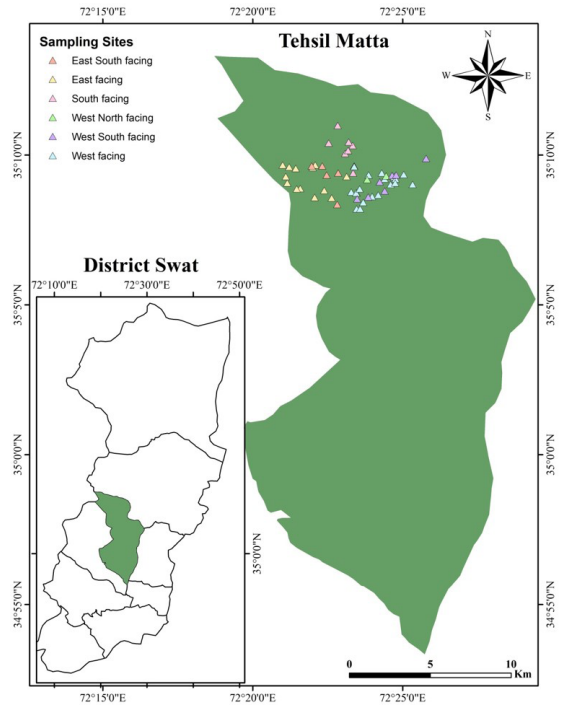 72°15'0"E 72°20'0"E 72°25'0"E
Sampling Sites
East South facing
East facing
South facing
West North facing
West South facing
West facing
Tehsil Matta
N
W E
S
35°10'0"N 35°10'0"N
District Swat
72°10'0"E 72°30'0"E 72°50'0"E
35°5'0"N 35°5'0"N
35°0'0"N 35°0'0"N
35°0'0"N
34°55'0"N 34°55'0"N
0 5 10
Km
72°15'0"E 72°20'0"E 72°25'0"E